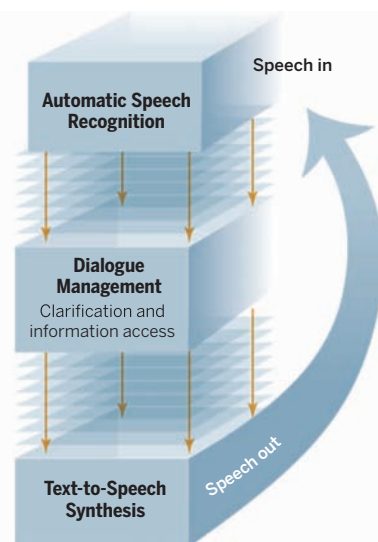 Speech in
Automatic Speech
Recognition
Dialogue
Management
Clarification and
information access
Text-to-Speech
Synthesis
Speech out